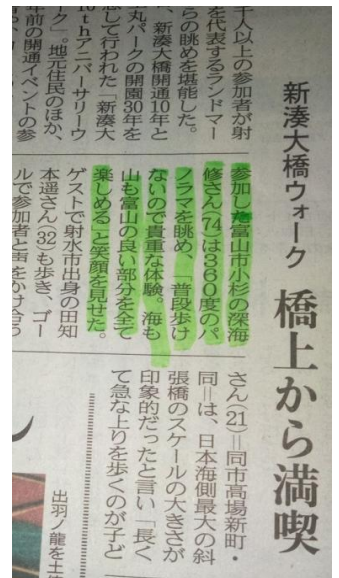 新湊大橋ウォーク
橋上から満喫
千人以上の参加者が射
を代表するランドマー
らの眺めを堪能した。
、新湊大橋開通10年と
丸パークの開園30年を
して行われた「新湊大
0thアニバーサリーウ
ーク」。地元住民のほか、
年前の開通イベントの参
参加した富山市小杉の深海
修さん(74)は360度のパ
ノラマを眺め、「普段歩け
ないので貴重な体験。海も
山も富山の良い部分を全て
楽しめる」と笑顔を見せた。
ゲストで射水市出身の田知
本遥さん(32)も歩き、ゴー
ルで参加者と声をかけ合う
さん(21)=同市高場新町・
同=は、日本海側最大の斜
張橋のスケールの大きさが
印象的だったと言い「長く
て急な上りを歩くのが子ど
出羽ノ龍を土俵